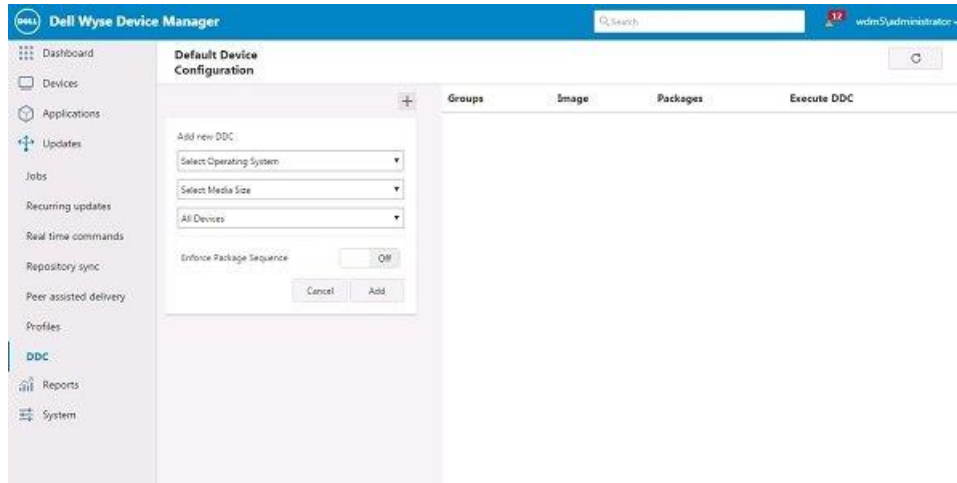 DELL Dell Wyse Device Manager
Search
12
wdm5\administrator
Dashboard
Devices
Applications
Updates
Jobs
Recurring updates
Real time commands
Repository sync
Peer assisted delivery
Profiles
DDC
Reports
System
Default Device
Configuration
+
Add new DDC
Select Operating System
Select Media Size
All Devices
Enforce Package Sequence Off
Cancel Add
Groups Image Packages Execute DDC